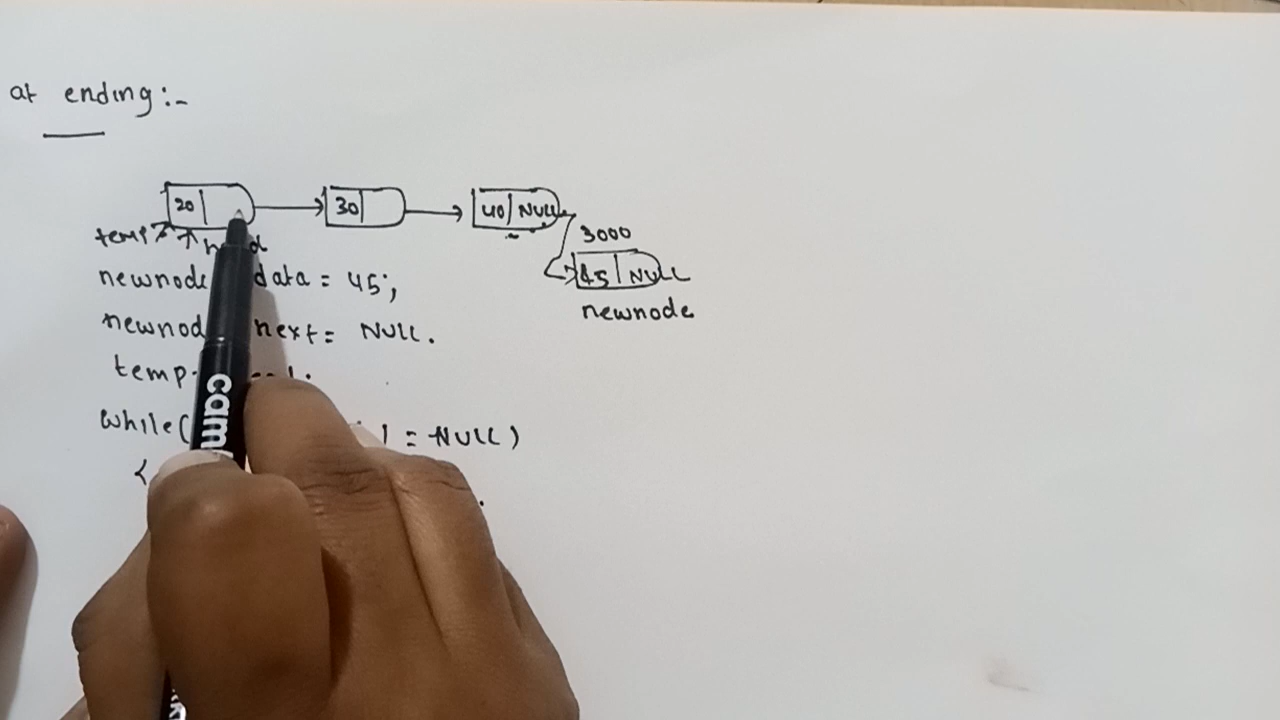 at ending:-
20 30 40 NULL
3000
temp
45 NULL
newnode data = 45;
newnode
next = NULL.
temp
while( != NULL)
{
cam